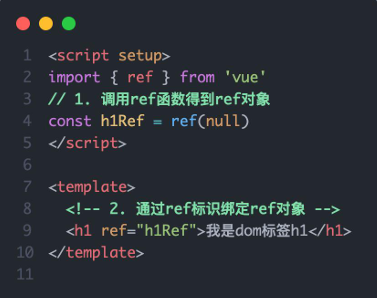 1 <script setup>
2 import { ref } from 'vue'
3 // 1. 调用ref函数得到ref对象
4 const h1Ref = ref(null)
5 </script>
6
7 <template>
8   <!-- 2. 通过ref标识绑定ref对象 -->
9   <h1 ref="h1Ref">我是dom标签h1</h1>
10 </template>
11